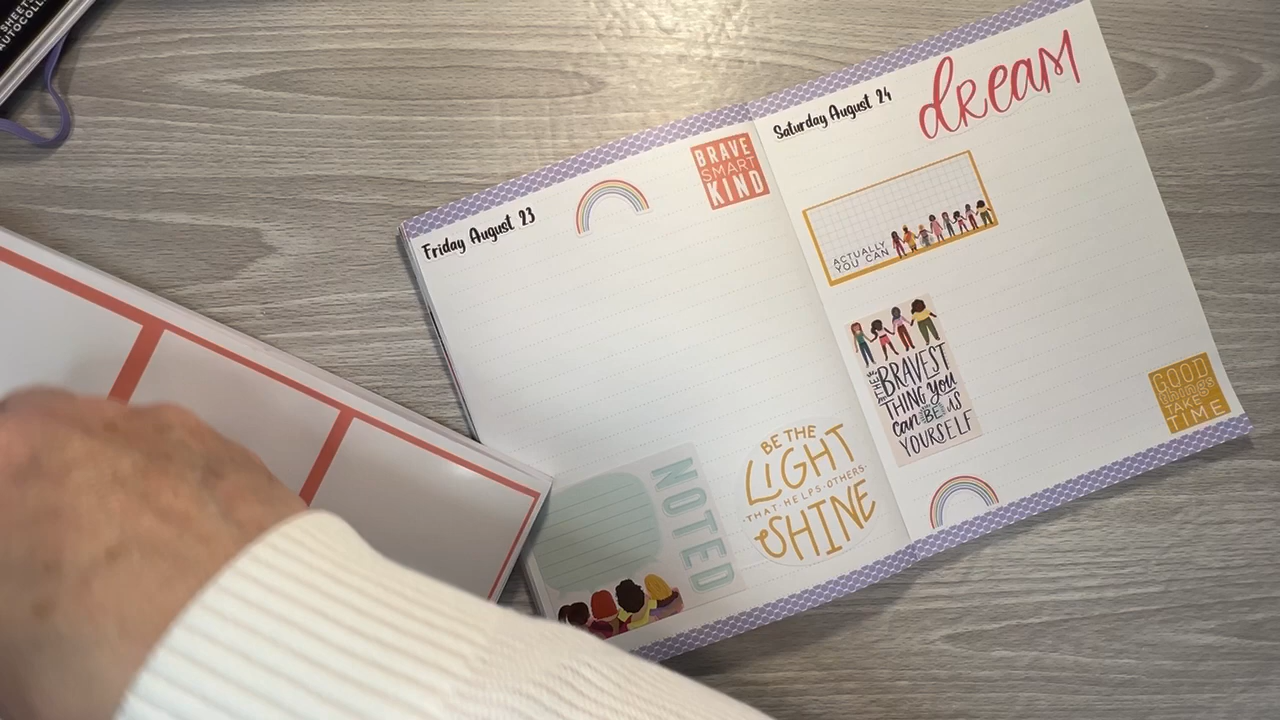 SHEETS
Friday August 23
BRAVE
SMART
KIND
NOTED
BE THE
LIGHT
THAT HELPS OTHERS
SHINE
Saturday August 24
dream
ACTUALLY
YOU CAN
THE
BRAVEST
THING you
can BE IS
YOURSELF
GOOD
things
TAKE
TIME